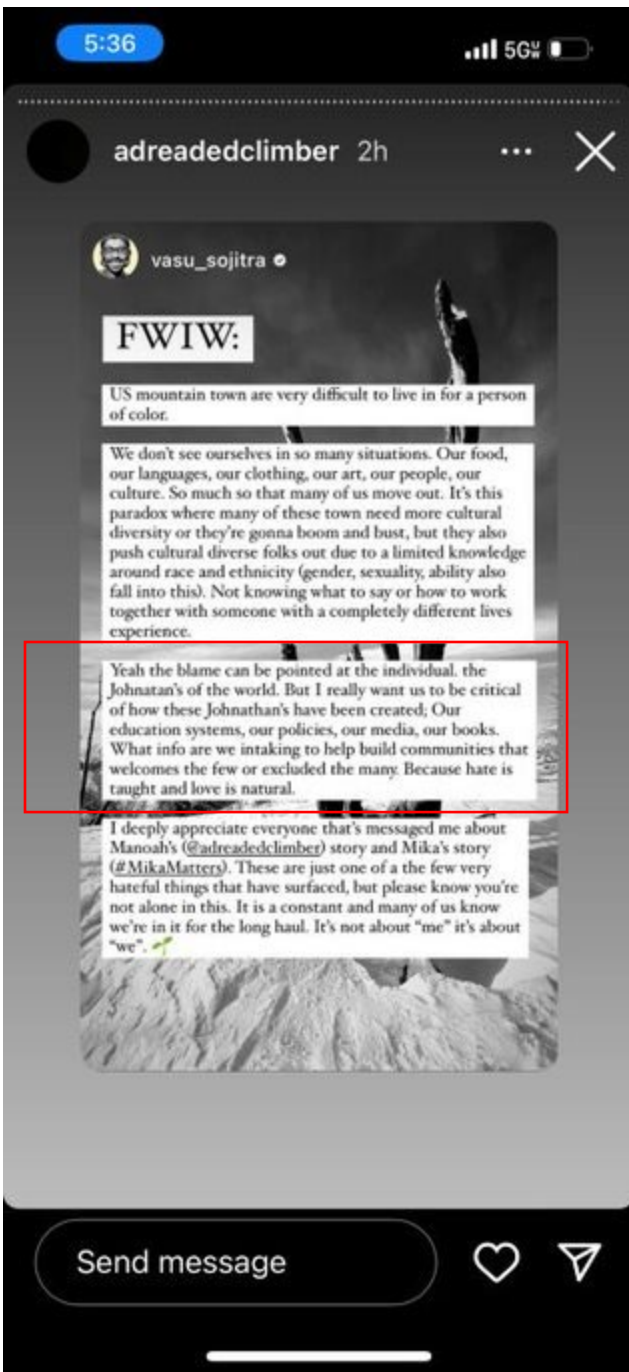 5:36
5G UW
adreadedclimber 2h
vasu_sojitra
FWIW:
US mountain town are very difficult to live in for a person
of color.
We don't see ourselves in so many situations. Our food,
our languages, our clothing, our art, our people, our
culture. So much so that many of us move out. It's this
paradox where many of these town need more cultural
diversity or they're gonna boom and bust, but they also
push cultural diverse folks out due to a limited knowledge
around race and ethnicity (gender, sexuality, ability also
fall into this). Not knowing what to say or how to work
together with someone with a completely different lives
experience.
Yeah the blame can be pointed at the individual. the
Johnatan's of the world. But I really want us to be critical
of how these Johnathan's have been created; Our
education systems, our policies, our media, our books.
What info are we intaking to help build communities that
welcomes the few or excluded the many. Because hate is
taught and love is natural.
I deeply appreciate everyone that's messaged me about
Manoah's (@adreadedclimber) story and Mika's story
(#MikaMatters). These are just one of a the few very
hateful things that have surfaced, but please know you're
not alone in this. It is a constant and many of us know
we're in it for the long haul. It's not about “me” it's about
“we”. 🌱
Send message